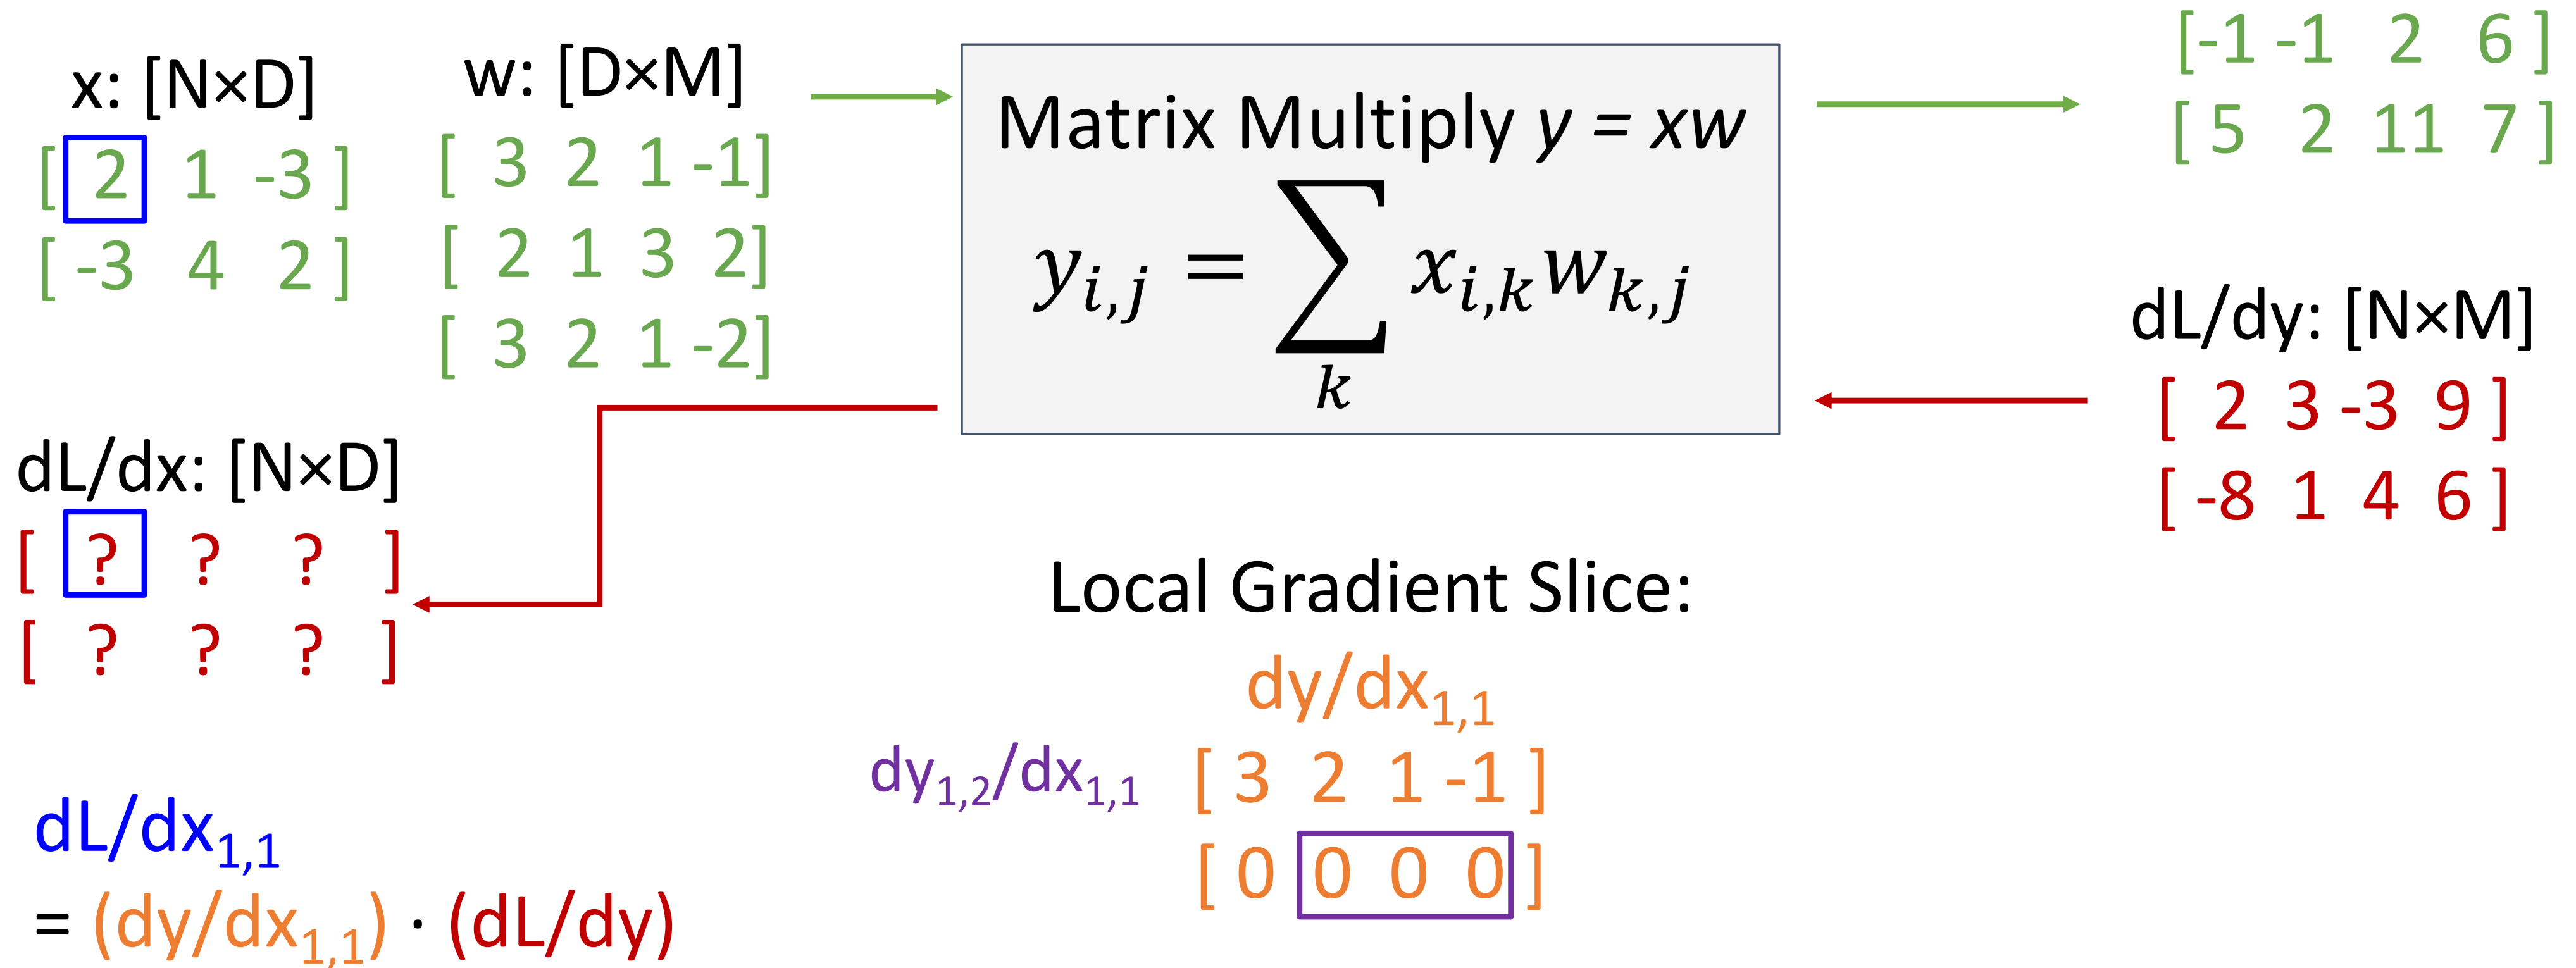 x: [N×D]
[ 2 1 -3 ]
[ -3 4 2 ]
w: [D×M]
[ 3 2 1 -1]
[ 2 1 3 2]
[ 3 2 1 -2]
Matrix Multiply y = xw
y_{i,j} = ∑_k x_{i,k} w_{k,j}
[-1 -1 2 6 ]
[ 5 2 11 7 ]
dL/dy: [N×M]
[ 2 3 -3 9 ]
[ -8 1 4 6 ]
dL/dx: [N×D]
[ ? ? ? ]
[ ? ? ? ]
Local Gradient Slice:
dy/dx_{1,1}
dy_{1,2}/dx_{1,1}
[ 3 2 1 -1 ]
[ 0 0 0 0 ]
dL/dx_{1,1}
= (dy/dx_{1,1}) · (dL/dy)